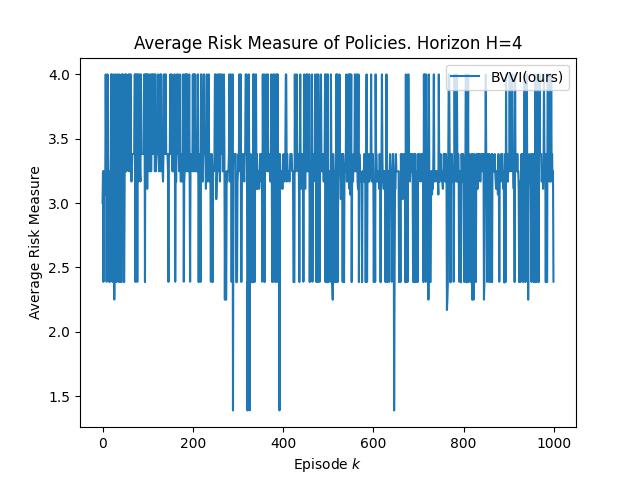 Average Risk Measure of Policies. Horizon H=4
BVVI(ours)
4.0
3.5
3.0
2.5
2.0
1.5
Average Risk Measure
0 200 400 600 800 1000
Episode k